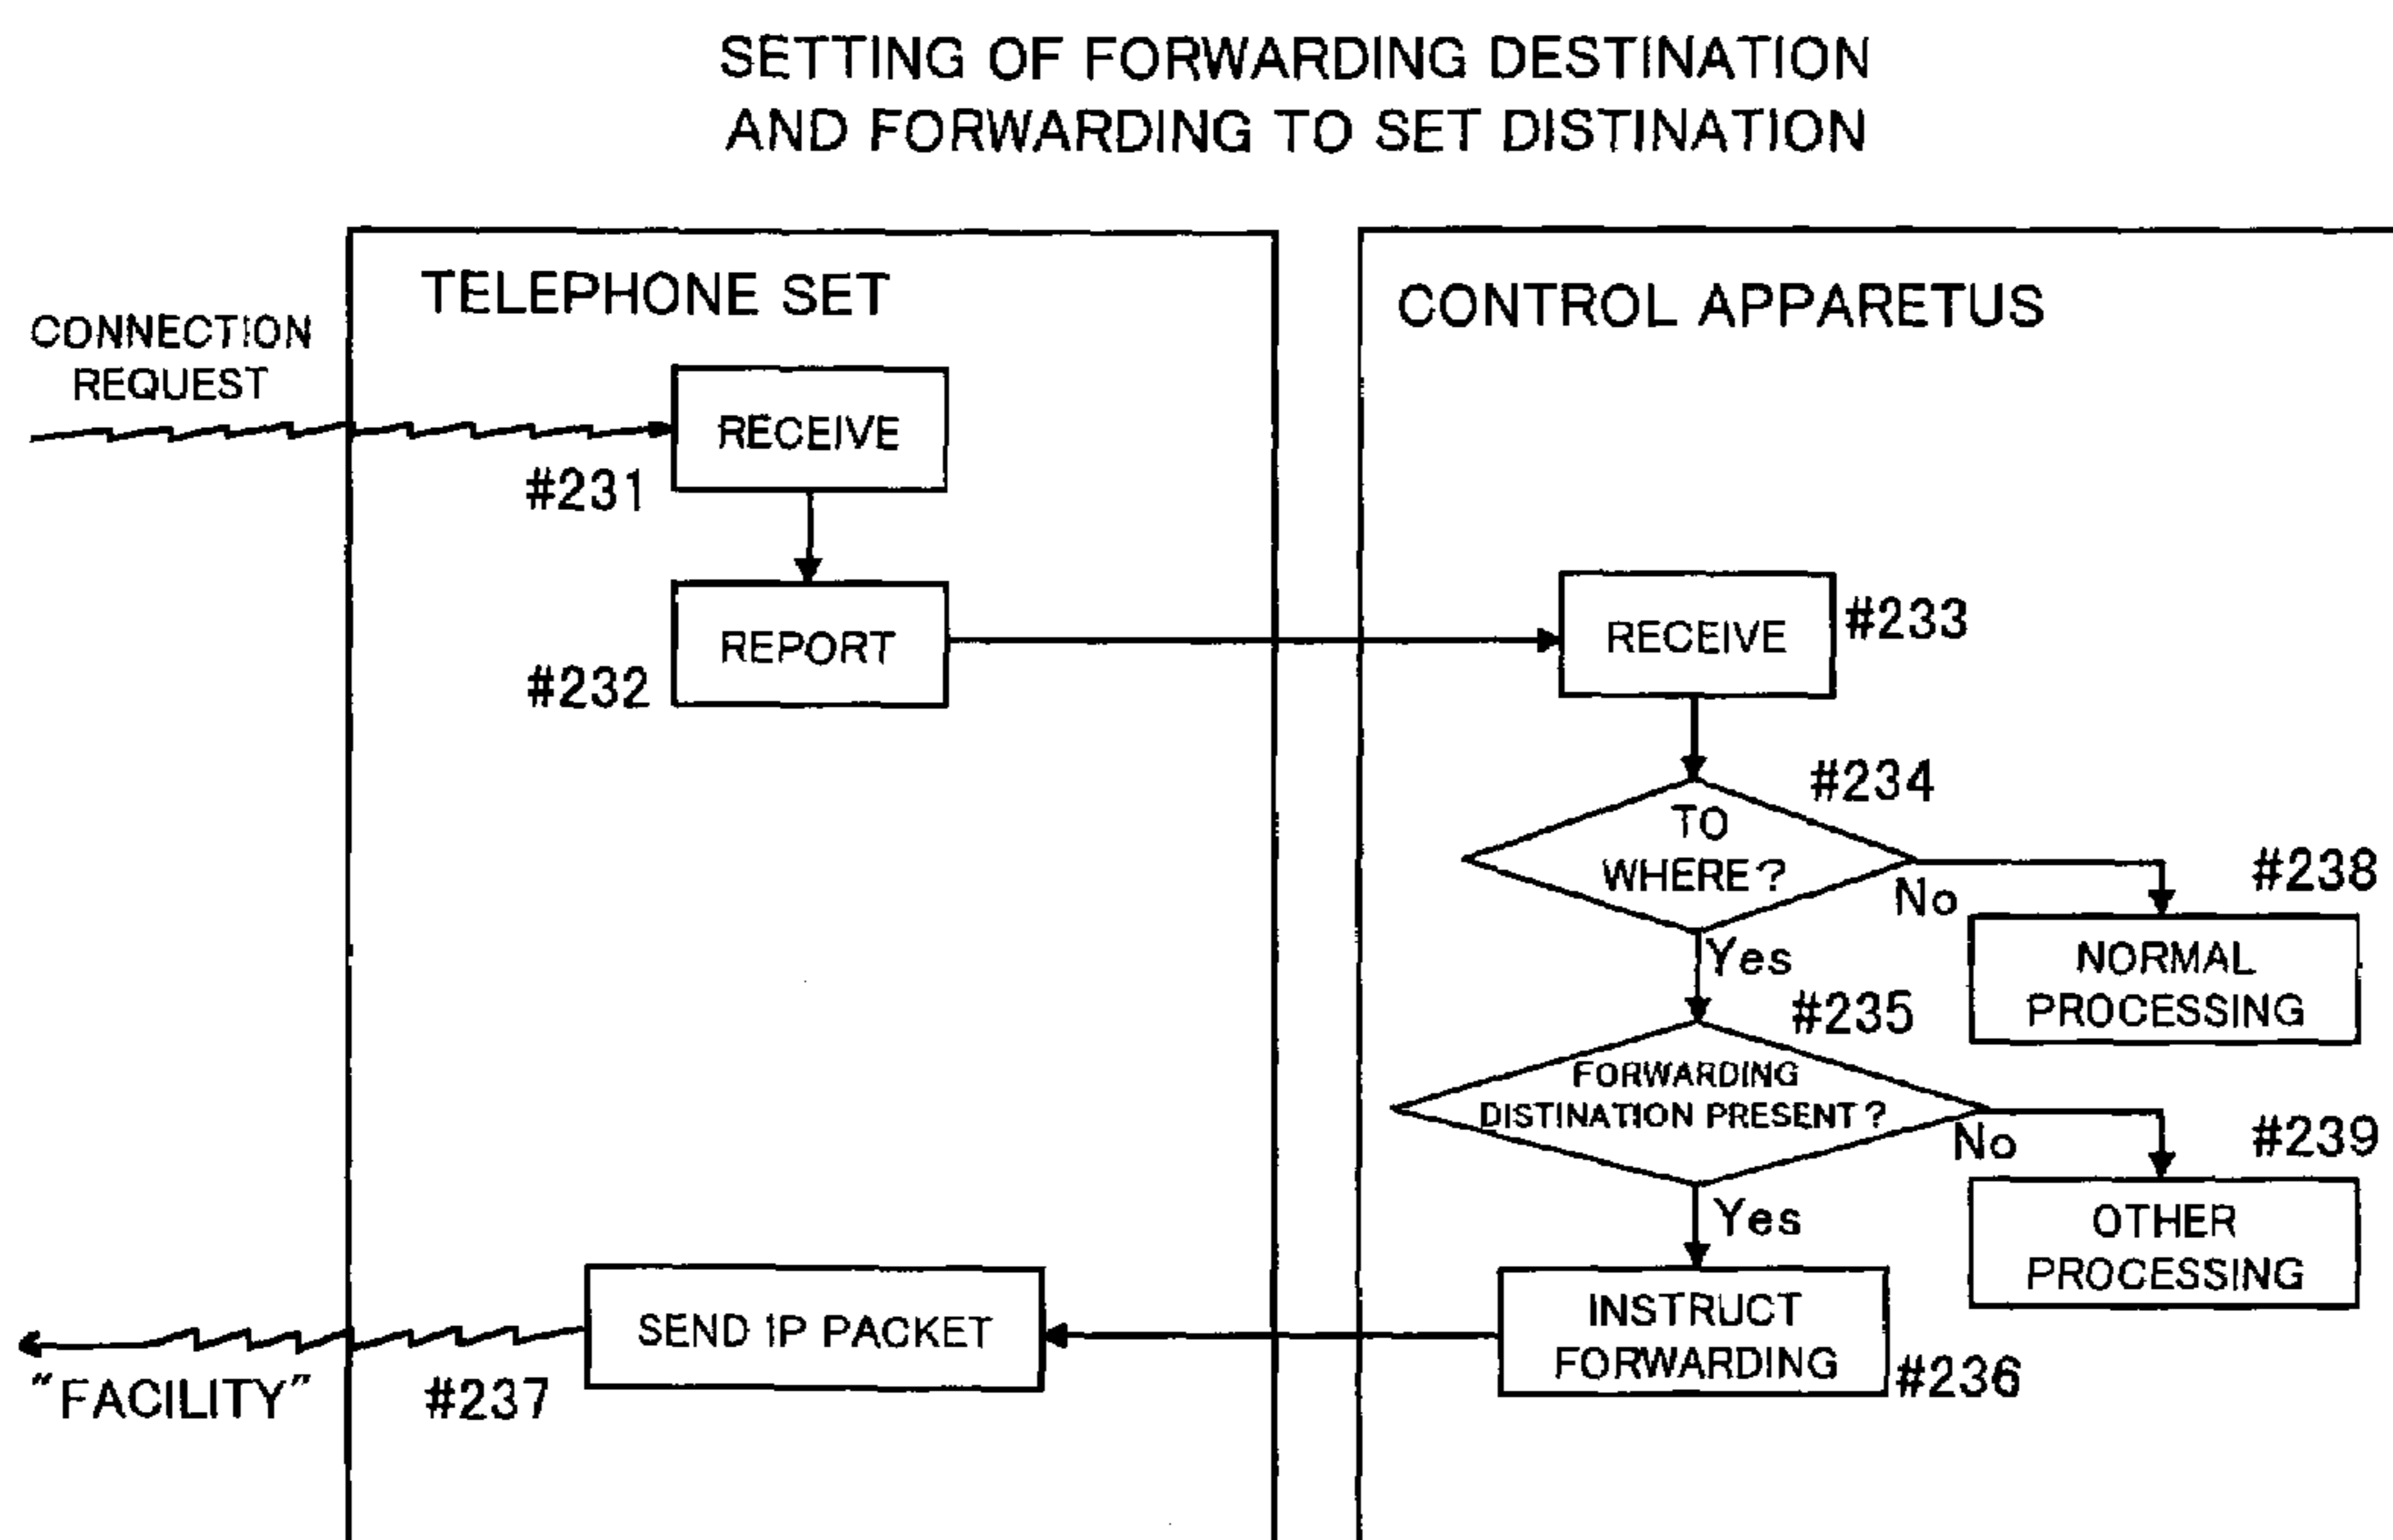 SETTING OF FORWARDING DESTINATION
AND FORWARDING TO SET DISTINATION
TELEPHONE SET
CONTROL APPARETUS
CONNECTION
REQUEST
RECEIVE
#231
REPORT
#232
RECEIVE
#233
#234
TO
WHERE?
No
#238
NORMAL
PROCESSING
Yes
#235
FORWARDING
DISTINATION PRESENT?
No
#239
OTHER
PROCESSING
Yes
INSTRUCT
FORWARDING
#236
SEND IP PACKET
#237
"FACILITY"